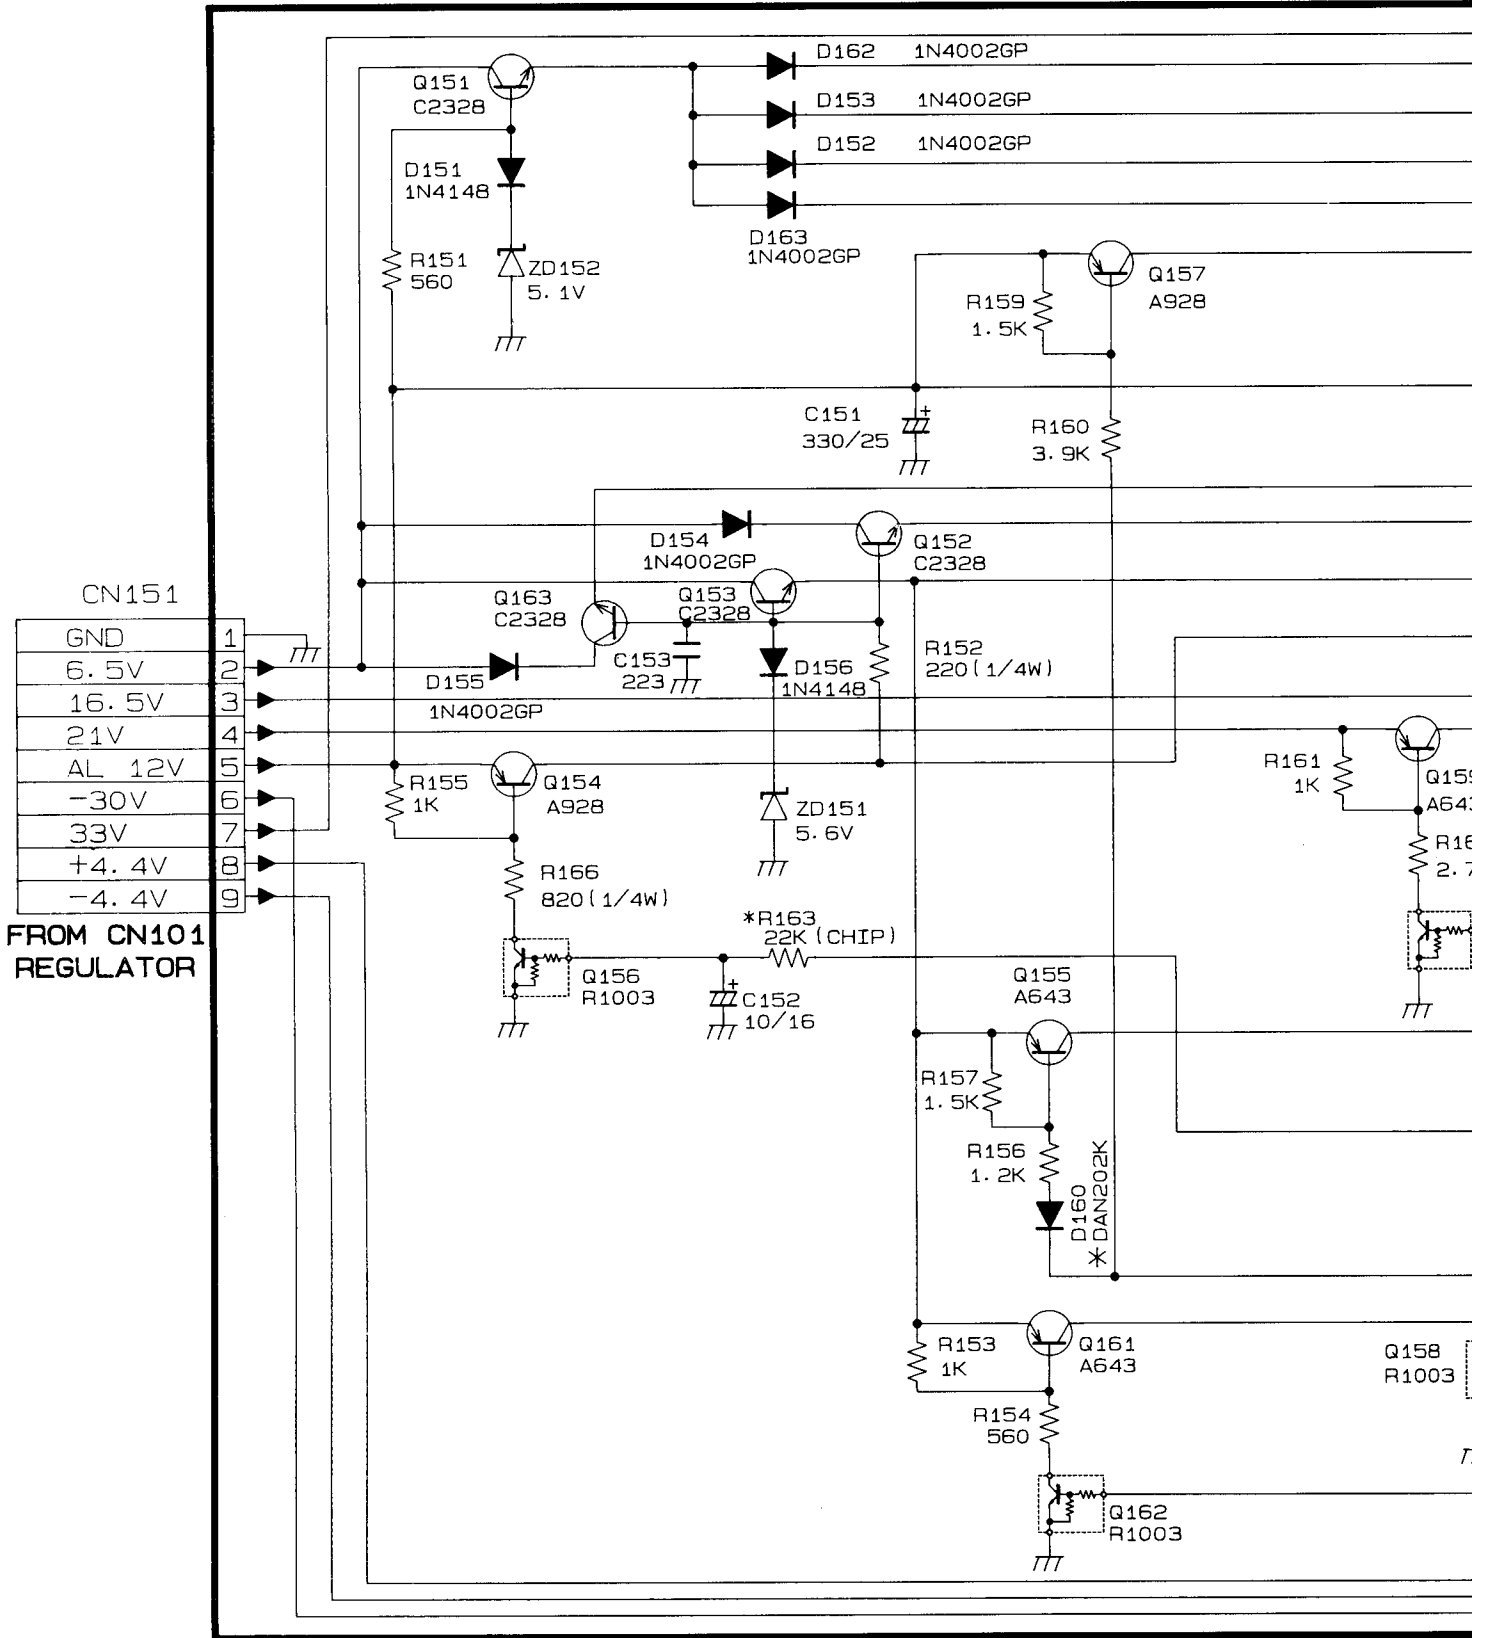 D162 1N4002GP
Q151
C2328
D153 1N4002GP
D152 1N4002GP
D151
1N4148
D163
1N4002GP
R151
560
ZD152
5.1V
Q157
A928
R159
1.5K
C151
330/25
+
R160
3.9K
D154
1N4002GP
Q152
C2328
CN151
Q163
C2328
Q153
C2328
GND 1
6.5V 2
16.5V 3
21V 4
AL 12V 5
-30V 6
33V 7
+4.4V 8
-4.4V 9
FROM CN101
REGULATOR
D155
1N4002GP
C153
223
D156
1N4148
R152
220(1/4W)
R155
1K
Q154
A928
ZD151
5.6V
R161
1K
R166
820(1/4W)
*R163
22K(CHIP)
Q156
R1003
+
C152
10/16
Q155
A643
R157
1.5K
R156
1.2K
D160
*DAN202K
R153
1K
Q161
A643
Q158
R1003
R154
560
Q162
R1003